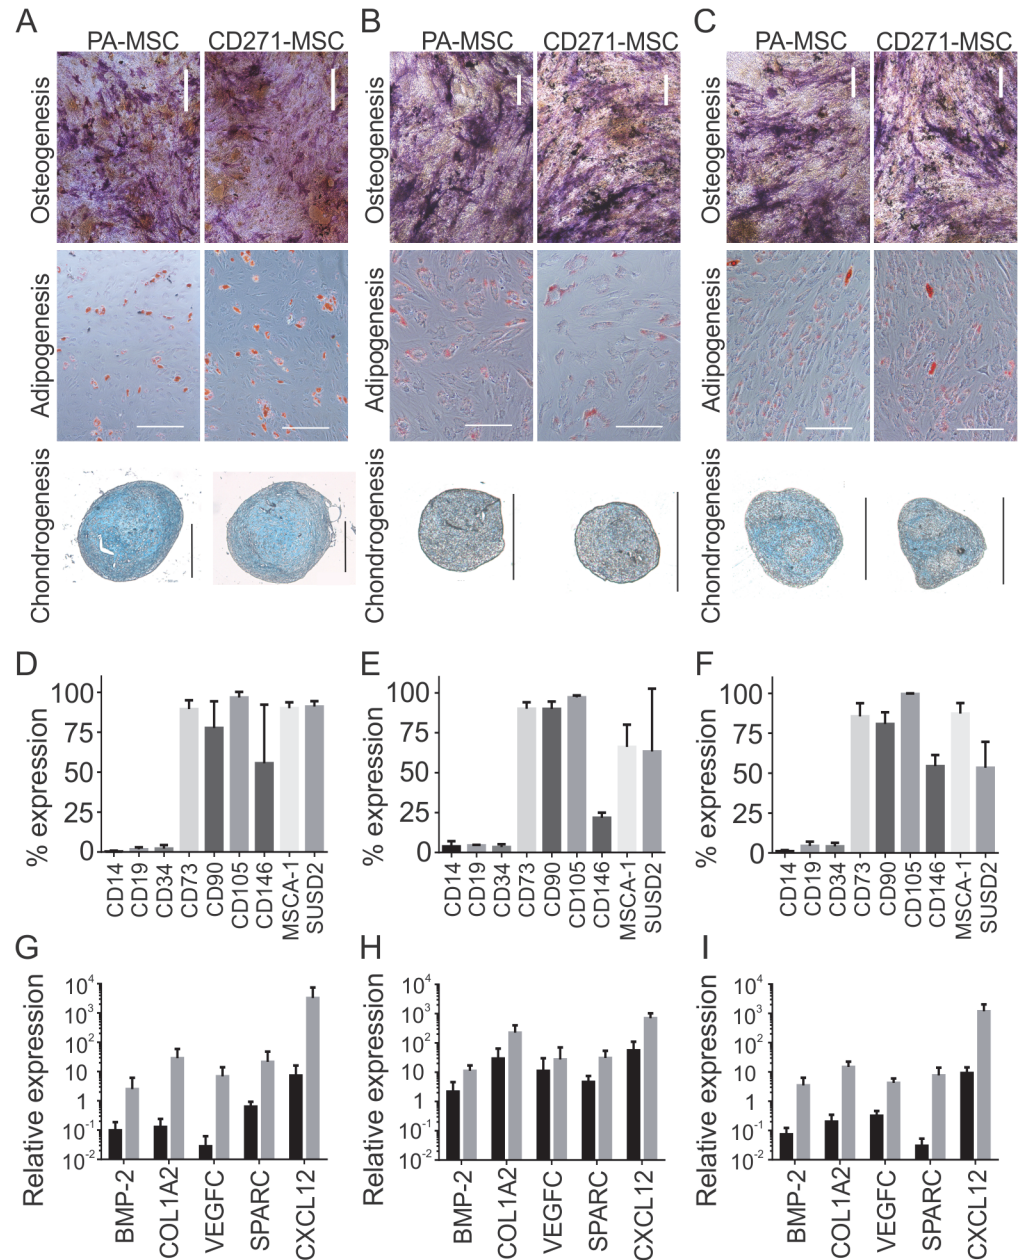 A B C
PA-MSC CD271-MSC PA-MSC CD271-MSC PA-MSC CD271-MSC
Osteogenesis Osteogenesis Osteogenesis
Adipogenesis Adipogenesis Adipogenesis
Chondrogenesis Chondrogenesis Chondrogenesis
D E F
% expression % expression % expression
100 100 100
75 75 75
50 50 50
25 25 25
0 0 0
CD14 CD19 CD34 CD73 CD90 CD105 CD146 MSCA-1 SUSD2 CD14 CD19 CD34 CD73 CD90 CD105 CD146 MSCA-1 SUSD2 CD14 CD19 CD34 CD73 CD90 CD105 CD146 MSCA-1 SUSD2
G H I
Relative expression Relative expression Relative expression
10⁴ 10⁴ 10⁴
10³ 10³ 10³
10² 10² 10²
10 10 10
1 1 1
10⁻¹ 10⁻¹ 10⁻¹
10⁻² 10⁻² 10⁻²
BMP-2 COL1A2 VEGFC SPARC CXCL12 BMP-2 COL1A2 VEGFC SPARC CXCL12 BMP-2 COL1A2 VEGFC SPARC CXCL12